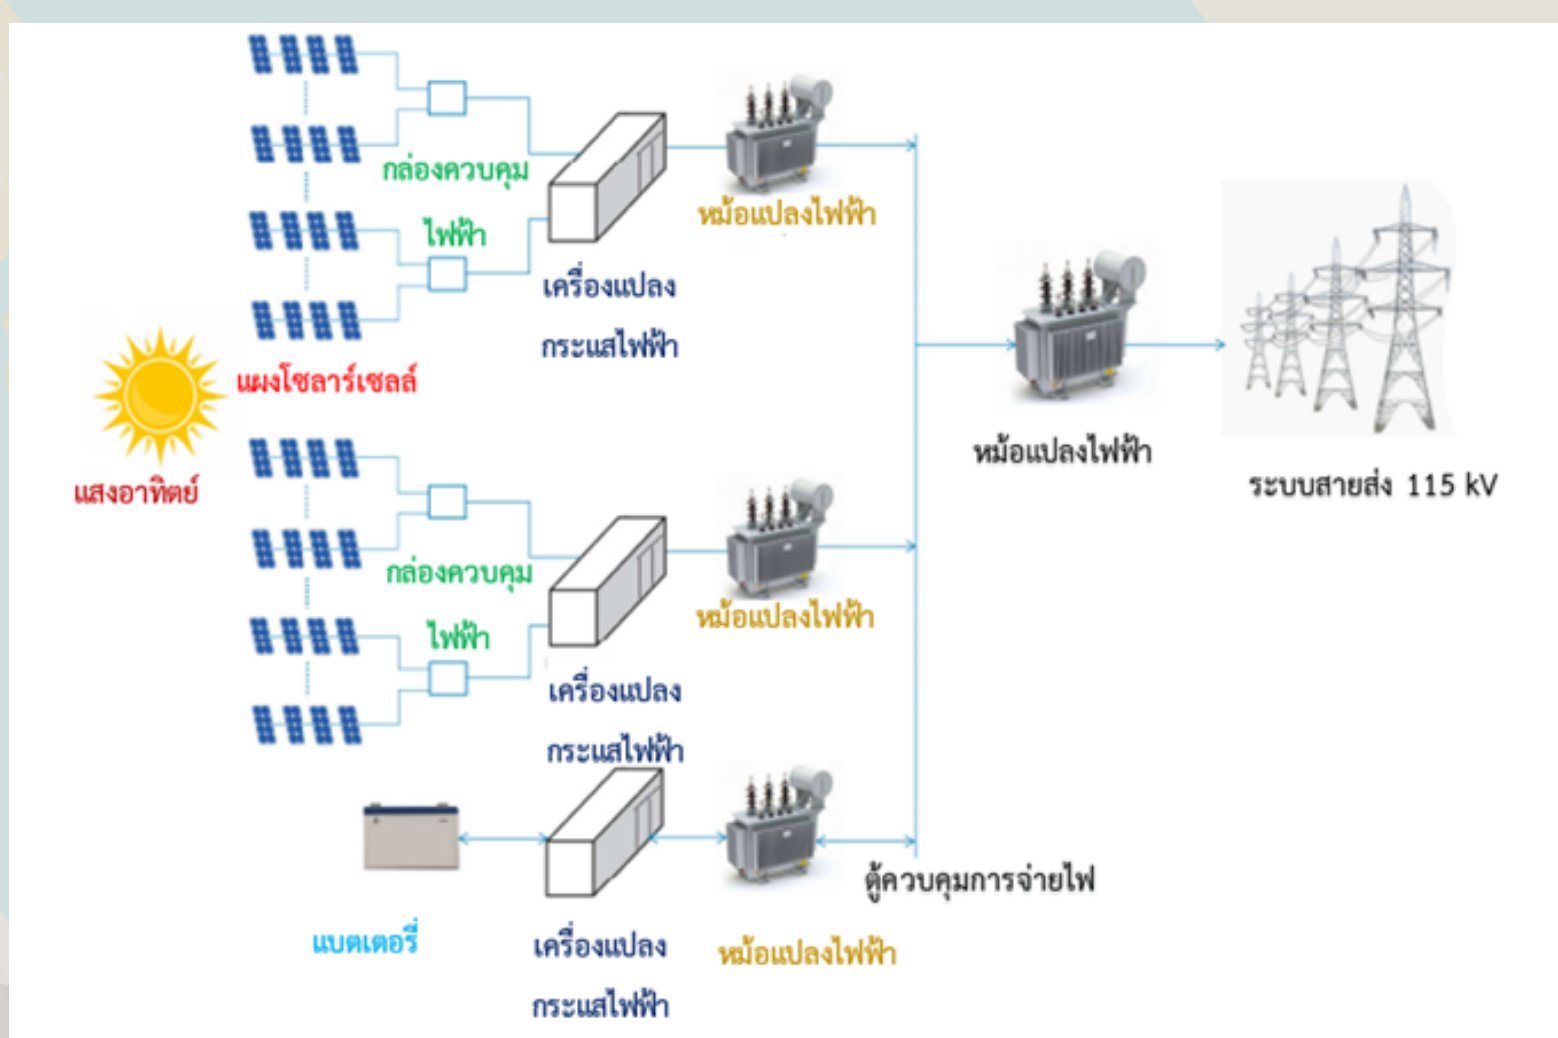 กล่องควบคุม
ไฟฟ้า
หม้อแปลงไฟฟ้า
เครื่องแปลง
กระแสไฟฟ้า
แผงโซลาร์เซลล์
แสงอาทิตย์
หม้อแปลงไฟฟ้า
ระบบสายส่ง 115 kV
กล่องควบคุม
ไฟฟ้า
หม้อแปลงไฟฟ้า
เครื่องแปลง
กระแสไฟฟ้า
ตู้ควบคุมการจ่ายไฟ
แบตเตอรี่
เครื่องแปลง
กระแสไฟฟ้า
หม้อแปลงไฟฟ้า